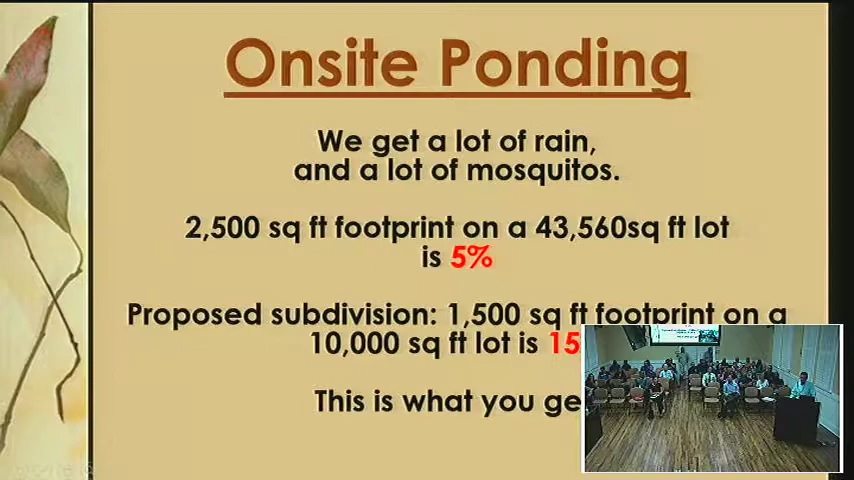 Onsite Ponding
We get a lot of rain,
and a lot of mosquitos.
2,500 sq ft footprint on a 43,560sq ft lot
is 5%
Proposed subdivision: 1,500 sq ft footprint on a
10,000 sq ft lot is 15
This is what you